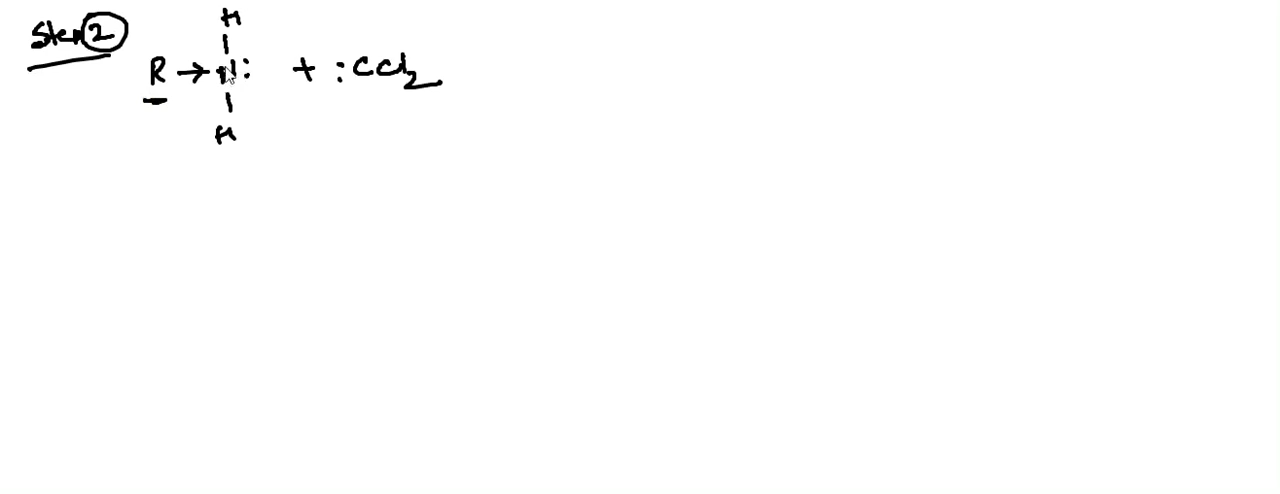 Step 2
H
R → N: + :CCl2
H